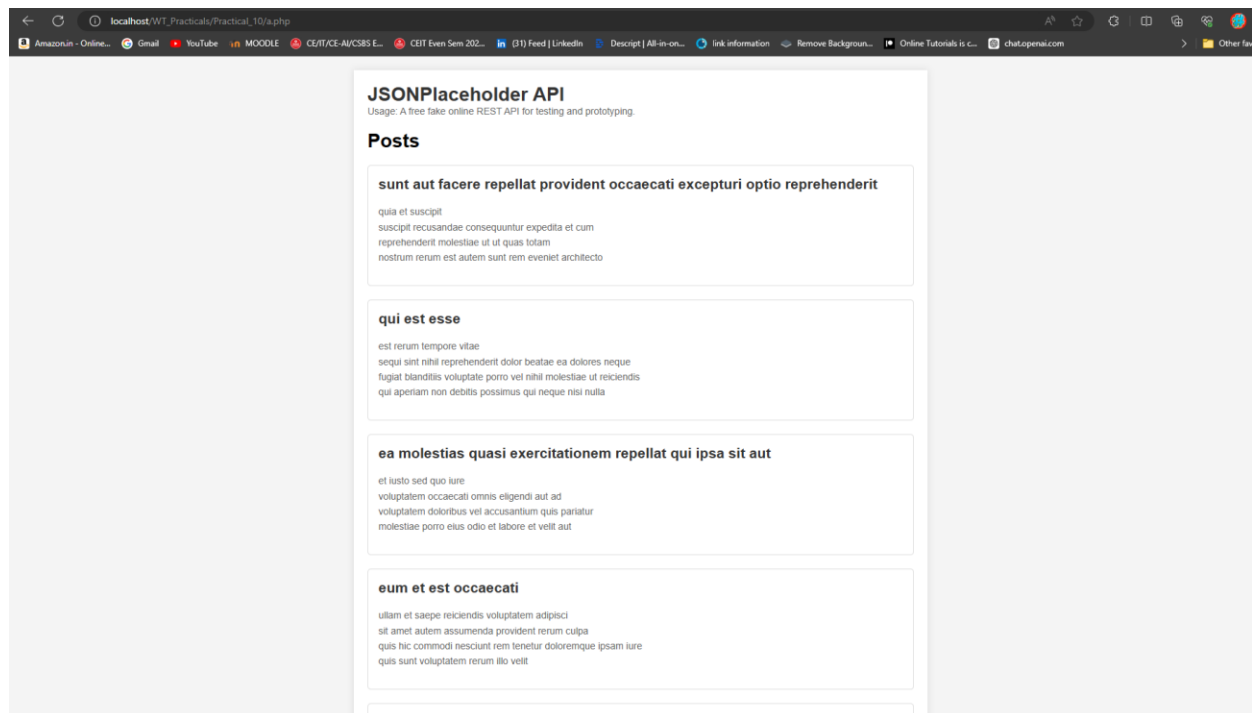 localhost/WT_Practicals/Practical_10/a.php
Amazon.in - Online... Gmail YouTube MOODLE CE/IT/CE-AI/CSBS E... CEIT Even Sem 202... (31) Feed | LinkedIn Descript | All-in-on... link information Remove Backgroun... Online Tutorials is c... chat.openai.com Other fav
JSONPlaceholder API
Usage: A free fake online REST API for testing and prototyping.
Posts
sunt aut facere repellat provident occaecati excepturi optio reprehenderit
quia et suscipit
suscipit recusandae consequuntur expedita et cum
reprehenderit molestiae ut ut quas totam
nostrum rerum est autem sunt rem eveniet architecto
qui est esse
est rerum tempore vitae
sequi sint nihil reprehenderit dolor beatae ea dolores neque
fugiat blanditiis voluptate porro vel nihil molestiae ut reiciendis
qui aperiam non debitis possimus qui neque nisi nulla
ea molestias quasi exercitationem repellat qui ipsa sit aut
et iusto sed quo iure
voluptatem occaecati omnis eligendi aut ad
voluptatem doloribus vel accusantium quis pariatur
molestiae porro eius odio et labore et velit aut
eum et est occaecati
ullam et saepe reiciendis voluptatem adipisci
sit amet autem assumenda provident rerum culpa
quis hic commodi nesciunt rem tenetur doloremque ipsam iure
quis sunt voluptatem rerum illo velit